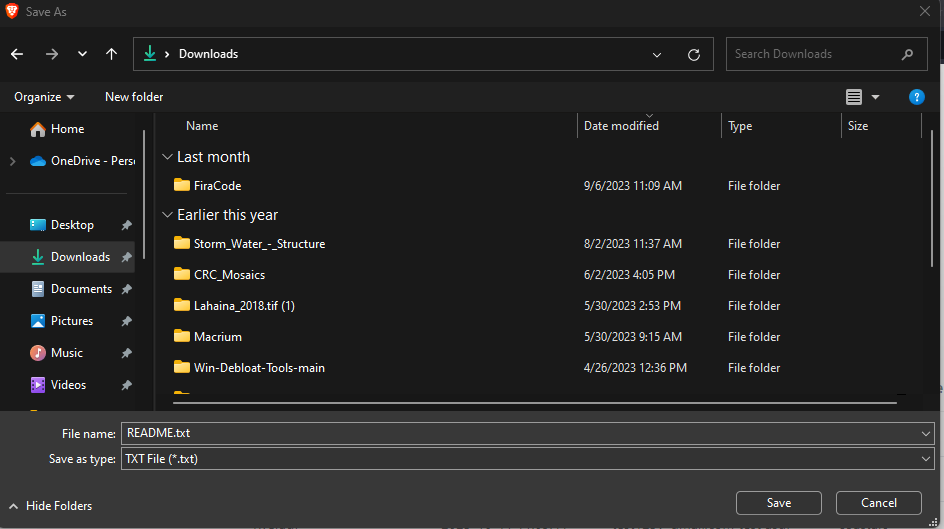 Save As
Downloads
Search Downloads
Organize
New folder
?
Home
OneDrive - Perso
Desktop
Downloads
Documents
Pictures
Music
Videos
Name Date modified Type Size
Last month
FiraCode 9/6/2023 11:09 AM File folder
Earlier this year
Storm_Water_-_Structure 8/2/2023 11:37 AM File folder
CRC_Mosaics 6/2/2023 4:05 PM File folder
Lahaina_2018.tif (1) 5/30/2023 2:53 PM File folder
Macrium 5/30/2023 9:15 AM File folder
Win-Debloat-Tools-main 4/26/2023 12:36 PM File folder
File name: README.txt
Save as type: TXT File (*.txt)
Hide Folders
Save
Cancel